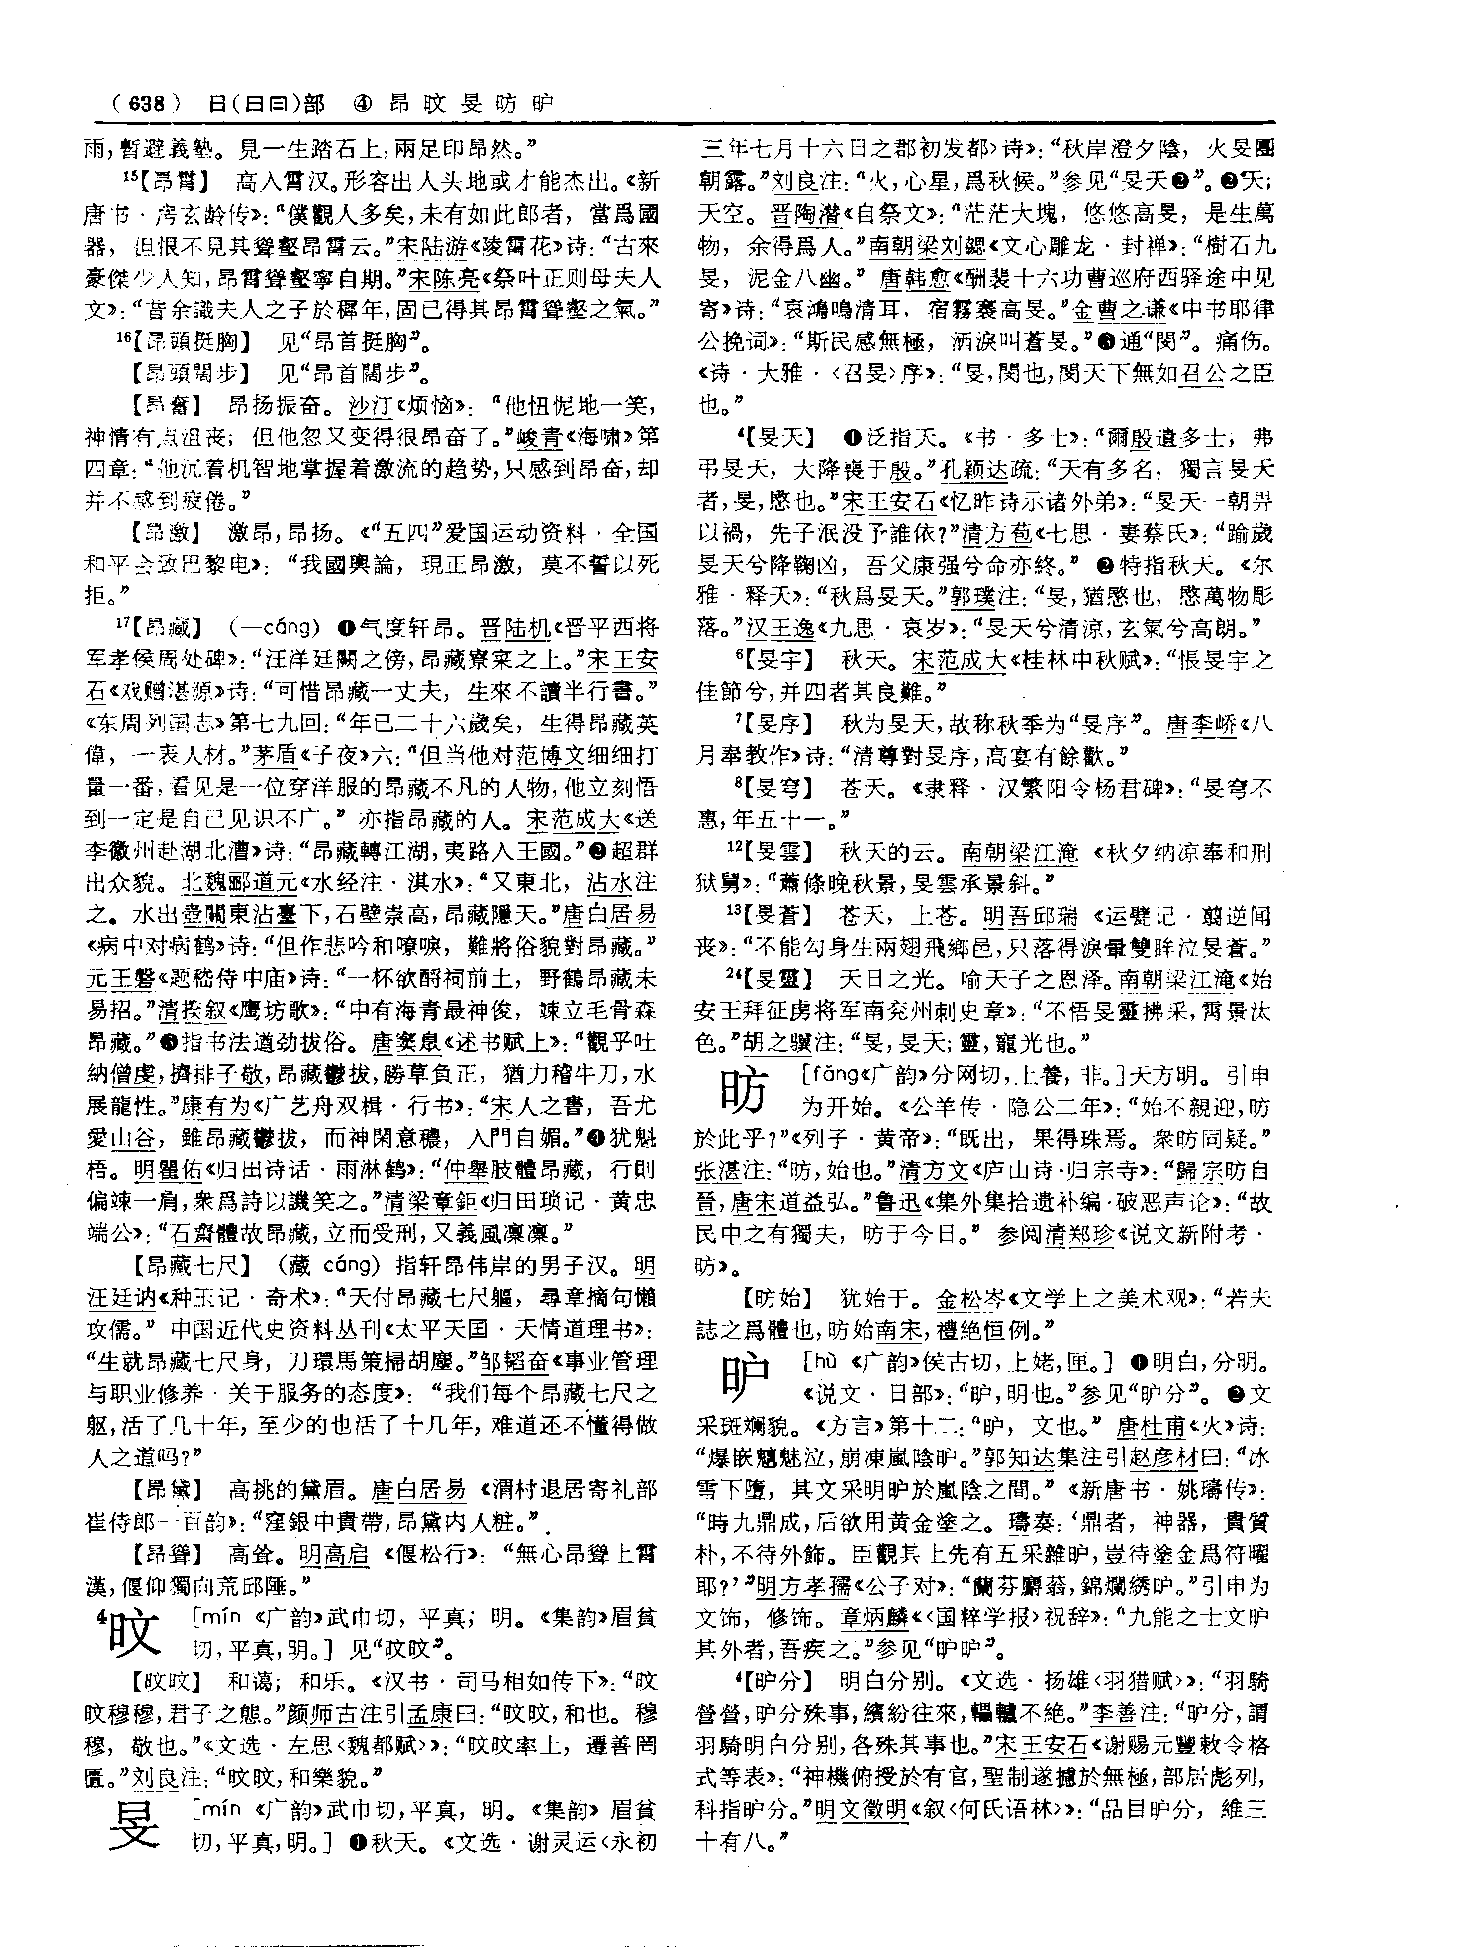 （638） 日(日曰)部 ④ 昂 旼 旻 昉 昈
雨，暫避義塾。見一生踏石上，兩足印昂然。”
15【昂霄】 高入霄汉。形容出人头地或才能杰出。《新
唐书·房玄龄传》：“僕觀人多矣，未有如此郎者，當爲國
器，但恨不見其聳壑昂霄云。”宋陆游《陵霄花》诗：“古來
豪傑少人知，昂霄聳壑寧自期。”宋陈亮《祭叶正则母夫人
文》：“昔余識夫人之子於穉年，固已得其昂霄聳壑之氣。”
16【昂頭挺胸】 见“昂首挺胸”。
【昂頭闊步】 见“昂首闊步”。
【昂奮】 昂扬振奋。沙汀《烦恼》：“他忸怩地一笑，
神情有点沮丧；但他忽又变得很昂奋了。”峻青《海啸》第
四章：“他沉着机智地掌握着激流的趋势，只感到昂奋，却
并不感到疲倦。”
【昂激】 激昂，昂扬。《“五四”爱国运动资料·全国
和平会致巴黎电》：“我國輿論，現正昂激，莫不誓以死
拒。”
17【昂藏】 （—cáng）❶气度轩昂。晋陆机《晋平西将
军孝侯周处碑》：“汪洋廷闕之傍，昂藏寮寀之上。”宋王安
石《戏赠湛源》诗：“可惜昂藏一丈夫，生來不讀半行書。”
《东周列国志》第七九回：“年已二十六歲矣，生得昂藏英
偉，一表人材。”茅盾《子夜》六：“但当他对范博文细细打
量一番，看见是一位穿洋服的昂藏不凡的人物，他立刻悟
到一定是自己见识不广。”亦指昂藏的人。宋范成大《送
李徽州赴湖北漕》诗：“昂藏轉江湖，夷路入王國。”❷超群
出众貌。北魏郦道元《水经注·淇水》：“又東北，沾水注
之。水出壺關東沾臺下，石壁崇高，昂藏隱天。”唐白居易
《病中对病鹤》诗：“但作悲吟和嘹唳，難將俗貌對昂藏。”
元王磐《题嵇侍中庙》诗：“一杯欲酹祠前土，野鶴昂藏未
易招。”清楼叙《鹰坊歌》：“中有海青最神俊，竦立毛骨森
昂藏。”❸指书法遒劲拔俗。唐窦臮《述书赋上》：“觀乎吐
納僧虔，擠排子敬，昂藏鬱拔，勝草負正，猶力稽牛刀，水
展龍性。”康有为《广艺舟双楫·行书》：“宋人之書，吾尤
愛山谷，雖昂藏鬱拔，而神閑意穠，入門自媚。”❹犹魁
梧。明瞿佑《归田诗话·雨淋鹤》：“仲舉肢體昂藏，行則
偏竦一肩，衆爲詩以譏笑之。”清梁章鉅《归田琐记·黄忠
端公》：“石齋體故昂藏，立而受刑，又義風凛凛。”
【昂藏七尺】 （藏 cáng）指轩昂伟岸的男子汉。明
汪廷讷《种玉记·奇术》：“天付昂藏七尺軀，尋章摘句懶
攻儒。”中国近代史资料丛刊《太平天囯·天情道理书》：
“生就昂藏七尺身，刀環馬策掃胡塵。”邹韬奋《事业管理
与职业修养·关于服务的态度》：“我们每个昂藏七尺之
躯，活了几十年，至少的也活了十几年，难道还不懂得做
人之道吗？”
【昂黛】 高挑的黛眉。唐白居易《渭村退居寄礼部
崔侍郎一百韵》：“窪銀中貴帶，昂黛内人粧。”
【昂聳】 高耸。明高启《偃松行》：“無心昂聳上霄
漢，偃仰獨向荒邱陲。”
4旼 [mín《广韵》武巾切，平真；明。《集韵》眉貧
切，平真，明。] 见“旼旼”。
【旼旼】 和蔼；和乐。《汉书·司马相如传下》：“旼
旼穆穆，君子之態。”颜师古注引孟康曰：“旼旼，和也。穆
穆，敬也。”《文选·左思〈魏都赋〉》：“旼旼率土，遷善罔
匱。”刘良注：“旼旼，和樂貌。”
旻 [mín《广韵》武巾切，平真，明。《集韵》眉貧
切，平真，明。] ❶秋天。《文选·谢灵运〈永初
三年七月十六日之郡初发都〉诗》：“秋岸澄夕陰，火旻團
朝露。”刘良注：“火，心星，爲秋候。”参见“旻天❷”。❷天；
天空。晋陶潜《自祭文》：“茫茫大塊，悠悠高旻，是生萬
物，余得爲人。”南朝梁刘勰《文心雕龙·封禅》：“樹石九
旻，泥金八幽。”唐韩愈《酬裴十六功曹巡府西驿途中见
寄》诗：“哀鴻鳴清耳，宿霧褰高旻。”金曹之谦《中书耶律
公挽词》：“斯民感無極，洒淚叫蒼旻。”❸通“閔”。痛伤。
《诗·大雅·〈召旻〉序》：“旻，閔也，閔天下無如召公之臣
也。”
4【旻天】 ❶泛指天。《书·多士》：“爾殷遺多士，弗
弔旻天，大降喪于殷。”孔颖达疏：“天有多名，獨言旻天
者，旻，愍也。”宋王安石《忆昨诗示诸外弟》：“旻天一朝畀
以禍，先子泯没予誰依？”清方苞《七思·妻蔡氏》：“踰歲
旻天兮降鞠凶，吾父康强兮命亦終。”❷特指秋天。《尔
雅·释天》：“秋爲旻天。”郭璞注：“旻，猶愍也，愍萬物彫
落。”汉王逸《九思·哀岁》：“旻天兮清凉，玄氣兮高朗。”
6【旻宇】 秋天。宋范成大《桂林中秋赋》：“悵旻宇之
佳節兮，并四者其良難。”
7【旻序】 秋为旻天，故称秋季为“旻序”。唐李峤《八
月奉教作》诗：“清尊對旻序，高宴有餘歡。”
8【旻穹】 苍天。《隶释·汉繁阳令杨君碑》：“旻穹不
惠，年五十一。”
12【旻雲】 秋天的云。南朝梁江淹《秋夕纳凉奉和刑
狱舅》：“蕭條晚秋景，旻雲承景斜。”
13【旻蒼】 苍天，上苍。明吾邱瑞《运甓记·翦逆闻
丧》：“不能勾身生兩翅飛鄉邑，只落得淚暈雙眸泣旻蒼。”
24【旻靈】 天日之光。喻天子之恩泽。南朝梁江淹《始
安王拜征虏将军南兖州刺史章》：“不悟旻靈拂采，霄景汰
色。”胡之骥注：“旻，旻天；靈，寵光也。”
昉 [fǎng《广韵》分网切，上養，非。]天方明。引申
为开始。《公羊传·隐公二年》：“始不親迎，昉
於此乎？”《列子·黄帝》：“既出，果得珠焉。衆昉同疑。”
张湛注：“昉，始也。”清方文《庐山诗·归宗寺》：“歸宗昉自
晉，唐宋道益弘。”鲁迅《集外集拾遗补编·破恶声论》：“故
民中之有獨夫，昉于今日。”参阅清郑珍《说文新附考·
昉》。
【昉始】 犹始于。金松岑《文学上之美术观》：“若夫
誌之爲體也，昉始南宋，禮絶恒例。”
昈 [hù《广韵》侯古切，上姥，匣。] ❶明白，分明。
《说文·日部》：“昈，明也。”参见“昈分”。❷文
采斑斓貌。《方言》第十二：“昈，文也。”唐杜甫《火》诗：
“爆嵌魑魅泣，崩凍嵐陰昈。”郭知达集注引赵彦材曰：“冰
雪下墮，其文采明昈於嵐陰之間。”《新唐书·姚璹传》：
“時九鼎成，后欲用黄金塗之。璹奏：‘鼎者，神器，貴質
朴，不待外飾。臣觀其上先有五采雜昈，豈待塗金爲符曜
耶？’”明方孝孺《公子对》：“蘭芬麝蓊，錦爛綉昈。”引申为
文饰，修饰。章炳麟《〈国粹学报〉祝辞》：“九能之士文昈
其外者，吾疾之。”参见“昈昈”。
4【昈分】 明白分别。《文选·扬雄〈羽猎赋〉》：“羽騎
營營，昈分殊事，繽紛往來，轠轤不絶。”李善注：“昈分，謂
羽騎明白分别，各殊其事也。”宋王安石《谢赐元豐敕令格
式等表》：“神機俯授於有官，聖制遂摅於無極，部居彪列，
科指昈分。”明文徵明《叙〈何氏语林〉》：“品目昈分，維三
十有八。”